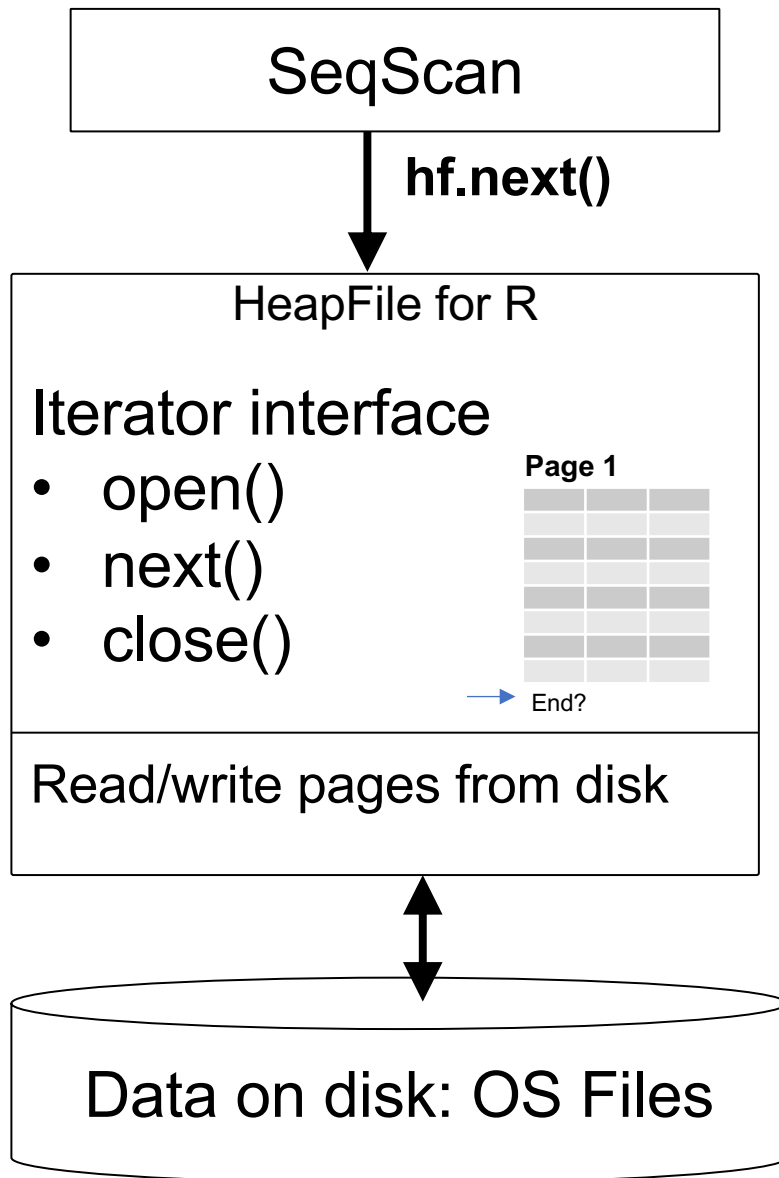 SeqScan
hf.next()
HeapFile for R
Iterator interface
• open()
• next()
• close()
Page 1
End?
Read/write pages from disk
Data on disk: OS Files